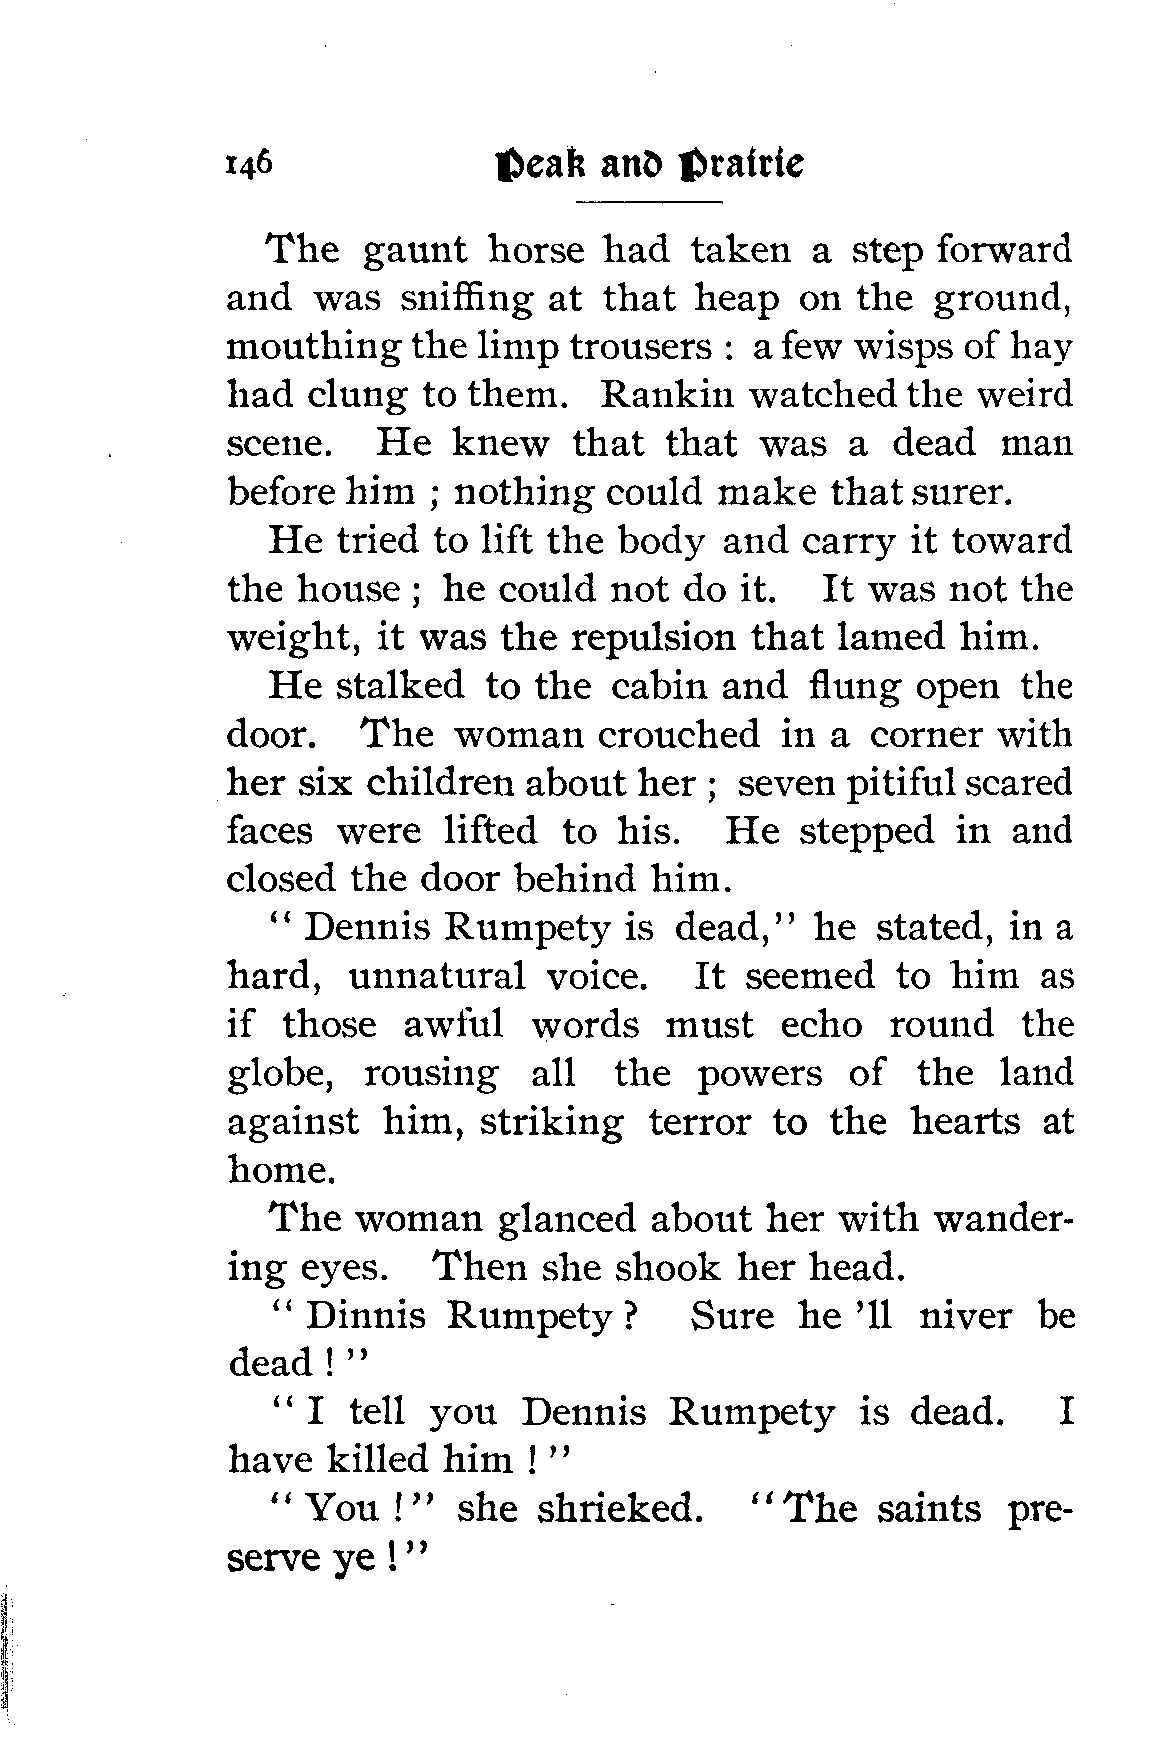 146 Peak and Prairie
The gaunt horse had taken a step forward
and was sniffing at that heap on the ground,
mouthing the limp trousers : a few wisps of hay
had clung to them. Rankin watched the weird
scene. He knew that that was a dead man
before him ; nothing could make that surer.
He tried to lift the body and carry it toward
the house ; he could not do it. It was not the
weight, it was the repulsion that lamed him.
He stalked to the cabin and flung open the
door. The woman crouched in a corner with
her six children about her ; seven pitiful scared
faces were lifted to his. He stepped in and
closed the door behind him.
" Dennis Rumpety is dead," he stated, in a
hard, unnatural voice. It seemed to him as
if those awful words must echo round the
globe, rousing all the powers of the land
against him, striking terror to the hearts at
home.
The woman glanced about her with wander-
ing eyes. Then she shook her head.
" Dinnis Rumpety ? Sure he 'll niver be
dead ! "
" I tell you Dennis Rumpety is dead. I
have killed him ! "
" You ! " she shrieked. " The saints pre-
serve ye ! "